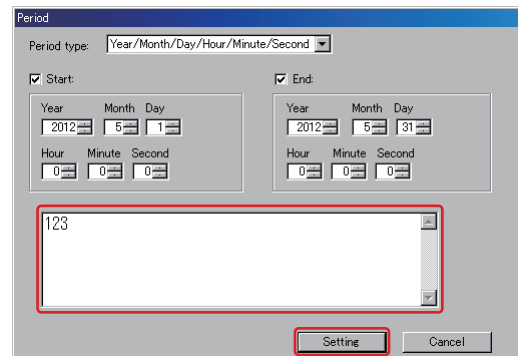 Period
Period type: Year/Month/Day/Hour/Minute/Second
Start: End:
Year Month Day Year Month Day
2012 5 1 2012 5 31
Hour Minute Second Hour Minute Second
0 0 0 0 0 0
123
Setting Cancel